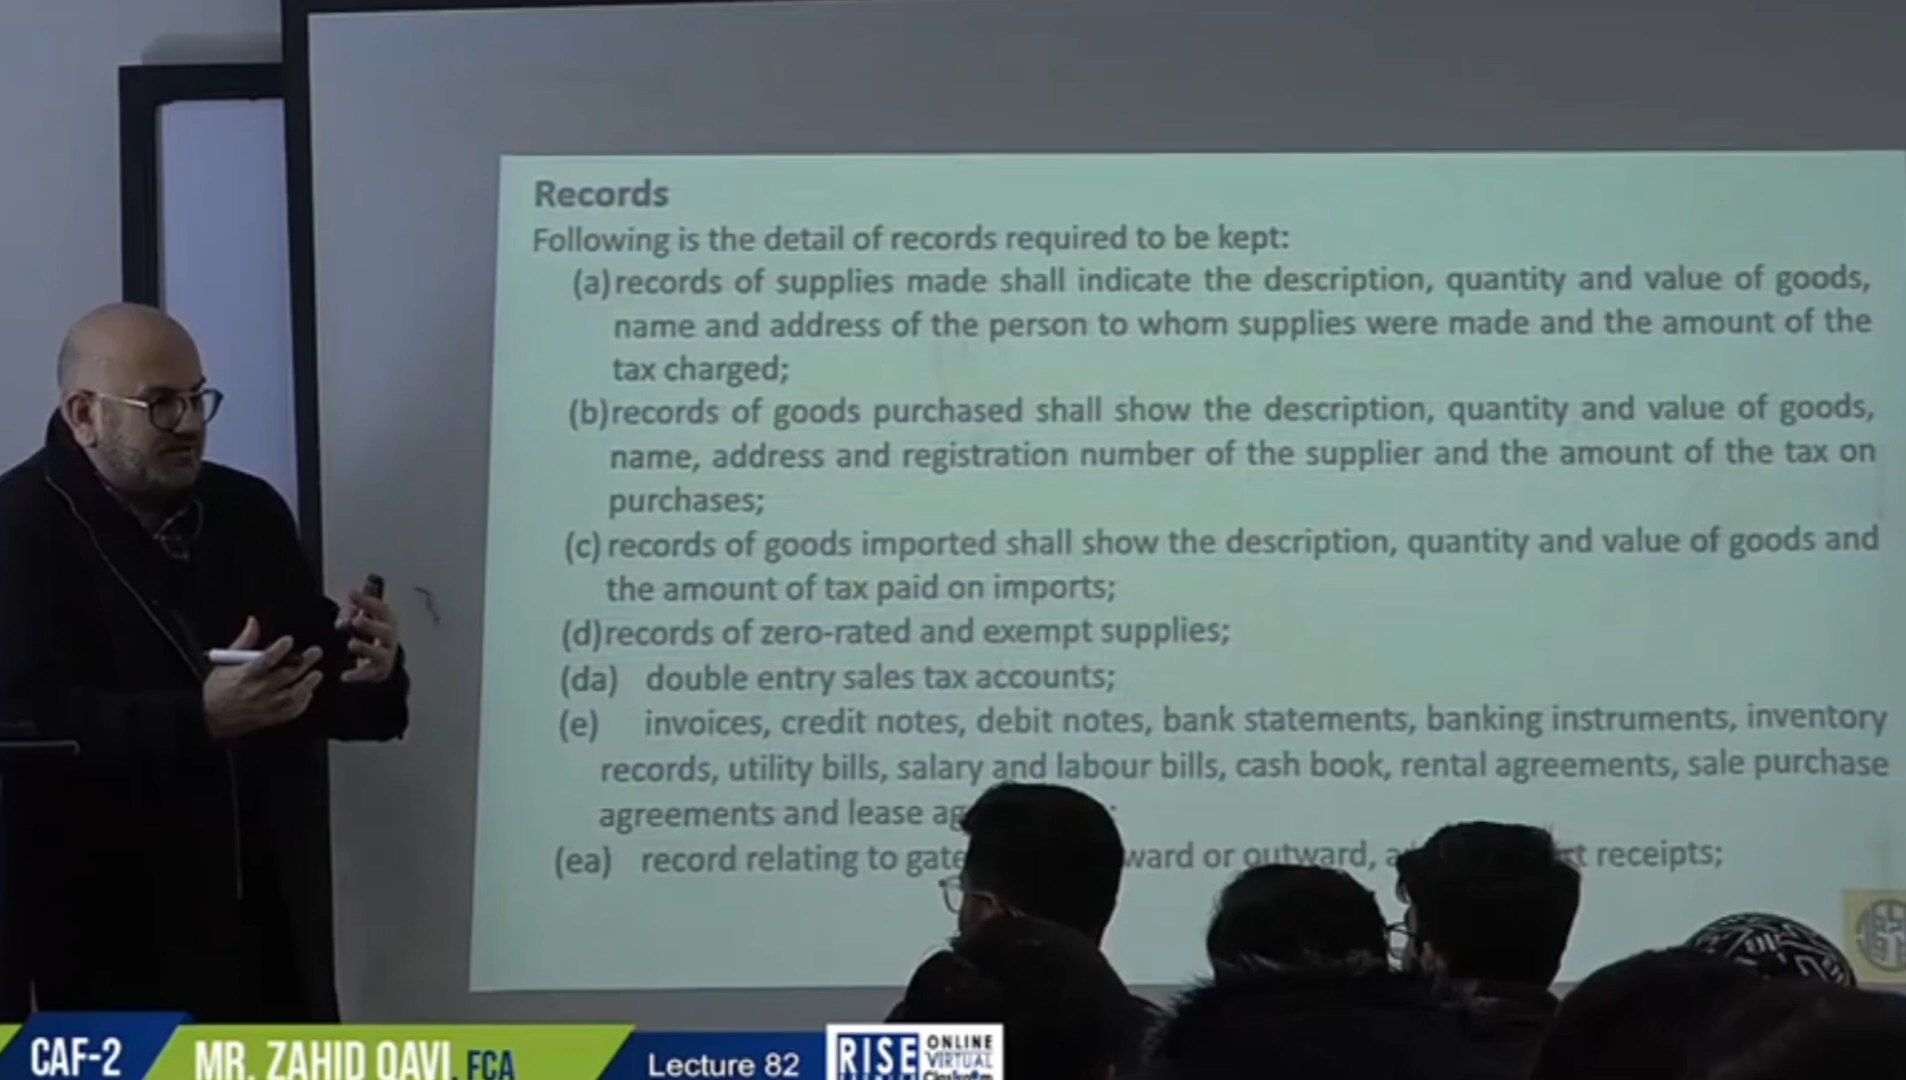 Records
Following is the detail of records required to be kept:
(a) records of supplies made shall indicate the description, quantity and value of goods,
name and address of the person to whom supplies were made and the amount of the
tax charged;
(b) records of goods purchased shall show the description, quantity and value of goods,
name, address and registration number of the supplier and the amount of the tax on
purchases;
(c) records of goods imported shall show the description, quantity and value of goods and
the amount of tax paid on imports;
(d) records of zero-rated and exempt supplies;
(da) double entry sales tax accounts;
(e) invoices, credit notes, debit notes, bank statements, banking instruments, inventory
records, utility bills, salary and labour bills, cash book, rental agreements, sale purchase
agreements and lease
(ea) record relating to gate or outward, receipts;
CAF-2
MR. ZAHID QAVI, FCA
Lecture 82
RISE
ONLINE
VIRTUAL